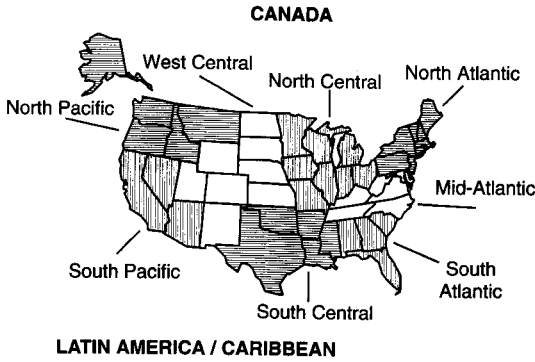 CANADA
West Central
North Central
North Atlantic
North Pacific
Mid-Atlantic
South Pacific
South
Atlantic
South Central
LATIN AMERICA / CARIBBEAN